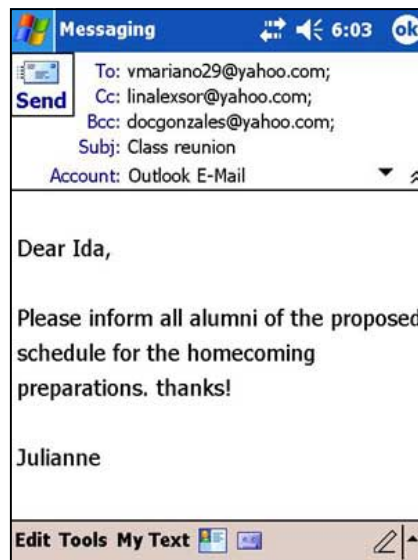 Messaging 6:03 ok
Send
To: vmariano29@yahoo.com;
Cc: linalexsor@yahoo.com;
Bcc: docgonzales@yahoo.com;
Subj: Class reunion
Account: Outlook E-Mail
Dear Ida,
Please inform all alumni of the proposed
schedule for the homecoming
preparations. thanks!
Julianne
Edit Tools My Text